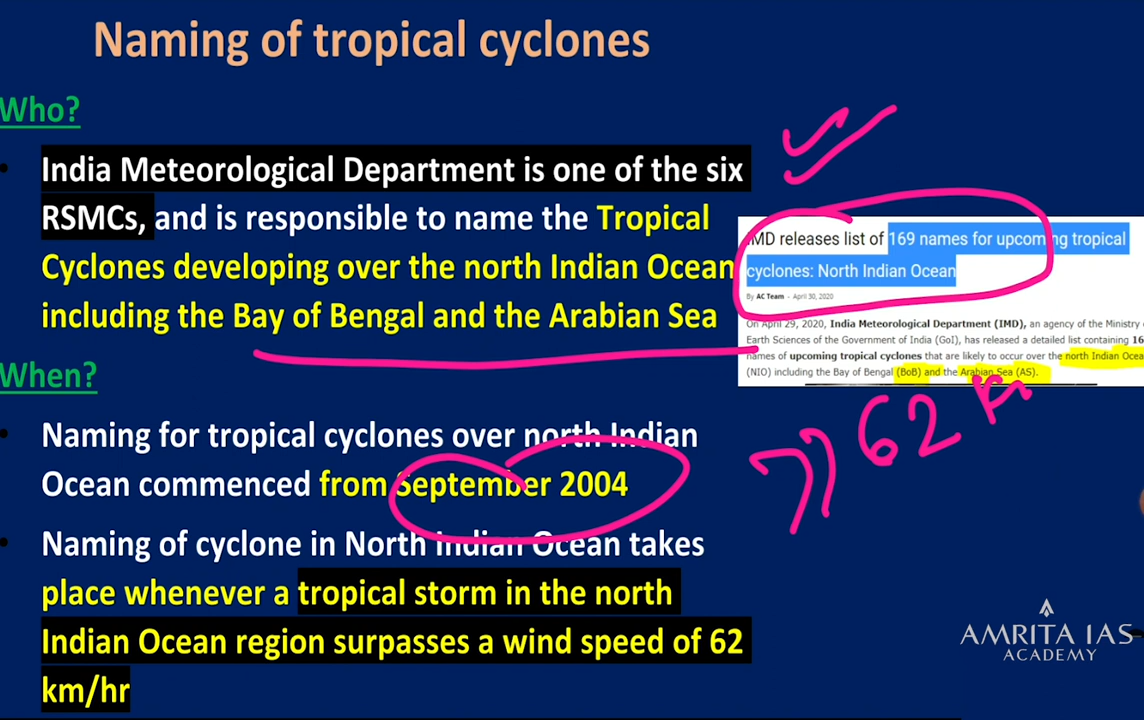 Naming of tropical cyclones
Who?
• India Meteorological Department is one of the six
RSMCs, and is responsible to name the Tropical
Cyclones developing over the north Indian Ocean
including the Bay of Bengal and the Arabian Sea
IMD releases list of 169 names for upcoming tropical
cyclones: North Indian Ocean
By AC Team - April 30, 2020
On April 29, 2020, India Meteorological Department (IMD), an agency of the Ministry
Earth Sciences of the Government of India (GoI), has released a detailed list containing 16
names of upcoming tropical cyclones that are likely to occur over the north Indian Ocea
(NIO) including the Bay of Bengal (BoB) and the Arabian Sea (AS).
When?
• Naming for tropical cyclones over north Indian
Ocean commenced from September 2004
62
• Naming of cyclone in North Indian Ocean takes
place whenever a tropical storm in the north
Indian Ocean region surpasses a wind speed of 62
km/hr
AMRITA IAS
ACADEMY